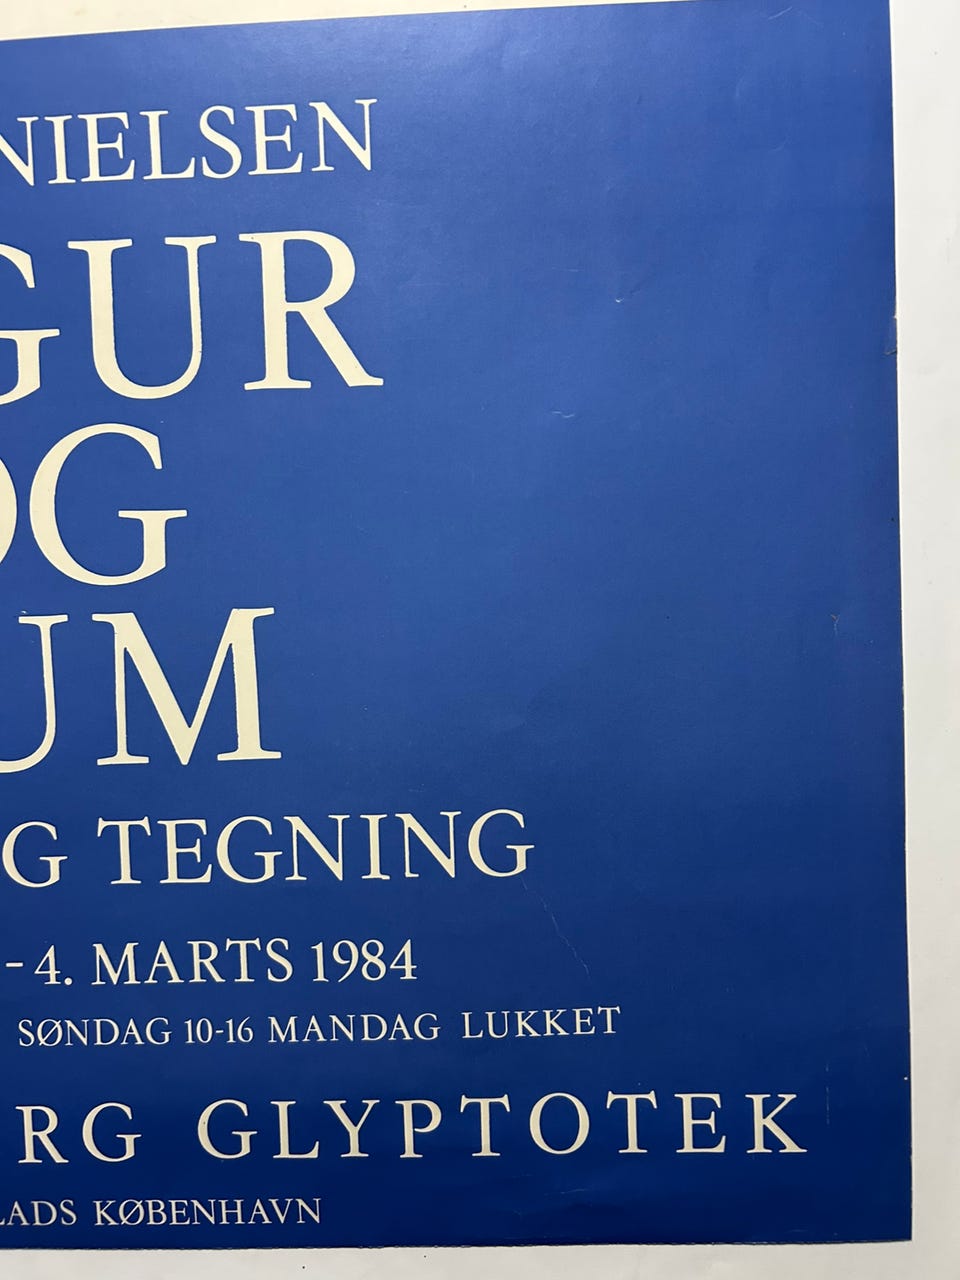 NIELSEN
GUR
OG
UM
G TEGNING
- 4. MARTS 1984
SØNDAG 10-16 MANDAG LUKKET
RG GLYPTOTEK
LADS KØBENHAVN